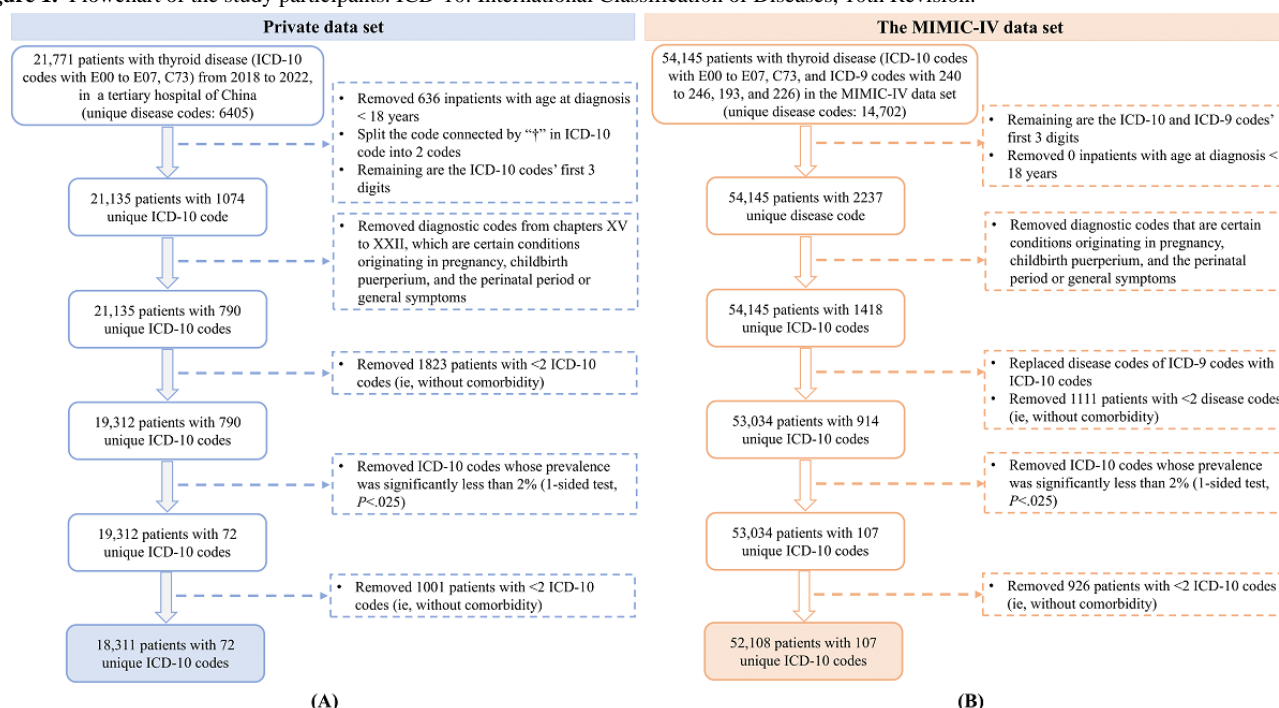 Figure 1. Flowchart of the study participants. ICD-10: International Classification of Diseases, 10th Revision.
Private data set
21,771 patients with thyroid disease (ICD-10
codes with E00 to E07, C73) from 2018 to 2022,
in a tertiary hospital of China
(unique disease codes: 6405)
• Removed 636 inpatients with age at diagnosis
< 18 years
• Split the code connected by “†” in ICD-10
code into 2 codes
• Remaining are the ICD-10 codes’ first 3
digits
21,135 patients with 1074
unique ICD-10 code
• Removed diagnostic codes from chapters XV
to XXII, which are certain conditions
originating in pregnancy, childbirth
puerperium, and the perinatal period or
general symptoms
21,135 patients with 790
unique ICD-10 codes
• Removed 1823 patients with <2 ICD-10
codes (ie, without comorbidity)
19,312 patients with 790
unique ICD-10 codes
• Removed ICD-10 codes whose prevalence
was significantly less than 2% (1-sided test,
P<.025)
19,312 patients with 72
unique ICD-10 codes
• Removed 1001 patients with <2 ICD-10
codes (ie, without comorbidity)
18,311 patients with 72
unique ICD-10 codes
(A)
The MIMIC-IV data set
54,145 patients with thyroid disease (ICD-10 codes
with E00 to E07, C73, and ICD-9 codes with 240
to 246, 193, and 226) in the MIMIC-IV data set
(unique disease codes: 14,702)
• Remaining are the ICD-10 and ICD-9 codes’
first 3 digits
• Removed 0 inpatients with age at diagnosis <
18 years
54,145 patients with 2237
unique disease code
• Removed diagnostic codes that are certain
conditions originating in pregnancy,
childbirth puerperium, and the perinatal
period or general symptoms
54,145 patients with 1418
unique ICD-10 codes
• Replaced disease codes of ICD-9 codes with
ICD-10 codes
• Removed 1111 patients with <2 disease codes
(ie, without comorbidity)
53,034 patients with 914
unique ICD-10 codes
• Removed ICD-10 codes whose prevalence
was significantly less than 2% (1-sided test,
P<.025)
53,034 patients with 107
unique ICD-10 codes
• Removed 926 patients with <2 ICD-10 codes
(ie, without comorbidity)
52,108 patients with 107
unique ICD-10 codes
(B)